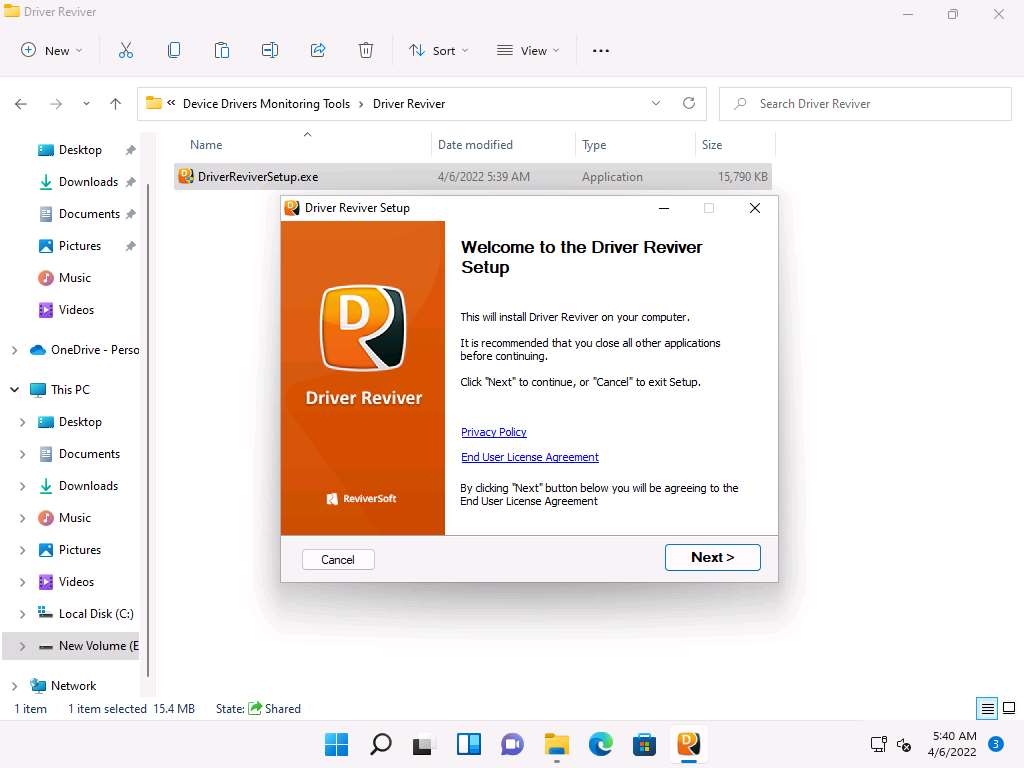 Driver Reviver
New
Sort
View
« Device Drivers Monitoring Tools > Driver Reviver
Search Driver Reviver
Name
Date modified
Type
Size
DriverReviverSetup.exe
4/6/2022 5:39 AM
Application
15,790 KB
Desktop
Downloads
Documents
Pictures
Music
Videos
OneDrive - Perso
This PC
Desktop
Documents
Downloads
Music
Pictures
Videos
Local Disk (C:)
New Volume (E
Network
Driver Reviver Setup
D
Driver Reviver
ReviverSoft
Welcome to the Driver Reviver
Setup
This will install Driver Reviver on your computer.
It is recommended that you close all other applications
before continuing.
Click "Next" to continue, or "Cancel" to exit Setup.
Privacy Policy
End User License Agreement
By clicking "Next" button below you will be agreeing to the
End User License Agreement
Cancel
Next >
1 item
1 item selected
15.4 MB
State:
Shared
5:40 AM
4/6/2022
3